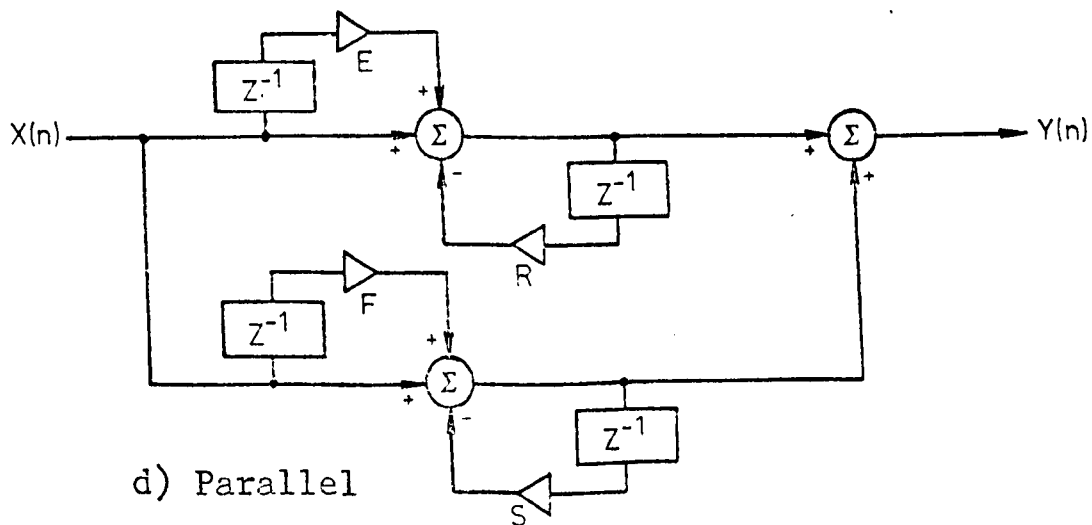 Z⁻¹
E
X(n)
+
+
Σ
-
Z⁻¹
R
+
+
Σ
Y(n)
Z⁻¹
F
+
+
Σ
-
Z⁻¹
S
d) Parallel